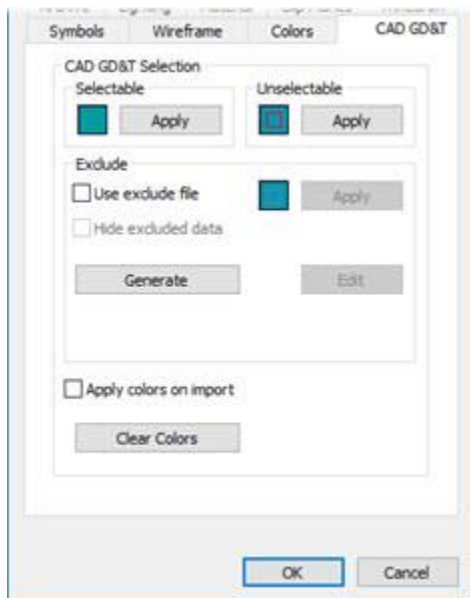 Symbols Wireframe Colors CAD GD&T
CAD GD&T Selection
Selectable Unselectable
Apply Apply
Exclude
Use exclude file Apply
Hide excluded data
Generate Edit
Apply colors on import
Clear Colors
OK Cancel